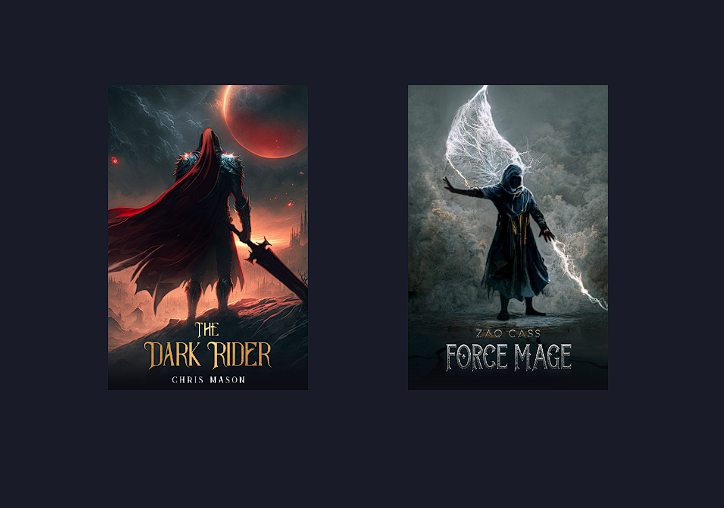 THE
DARK RIDER
CHRIS MASON
ZAQ CASS
FORCE MAGE